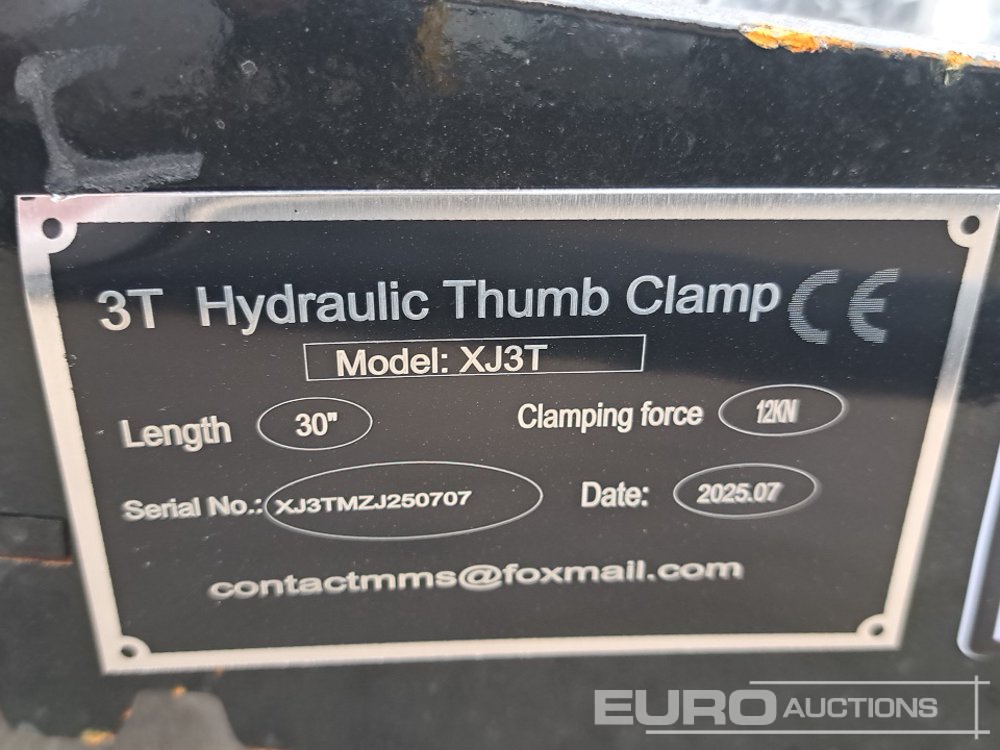 3T Hydraulic Thumb Clamp CE
Model: XJ3T
Length 30" Clamping force 12KN
Serial No.: XJ3TMZJ250707 Date: 2025.07
contactmms@foxmail.com
EURO AUCTIONS